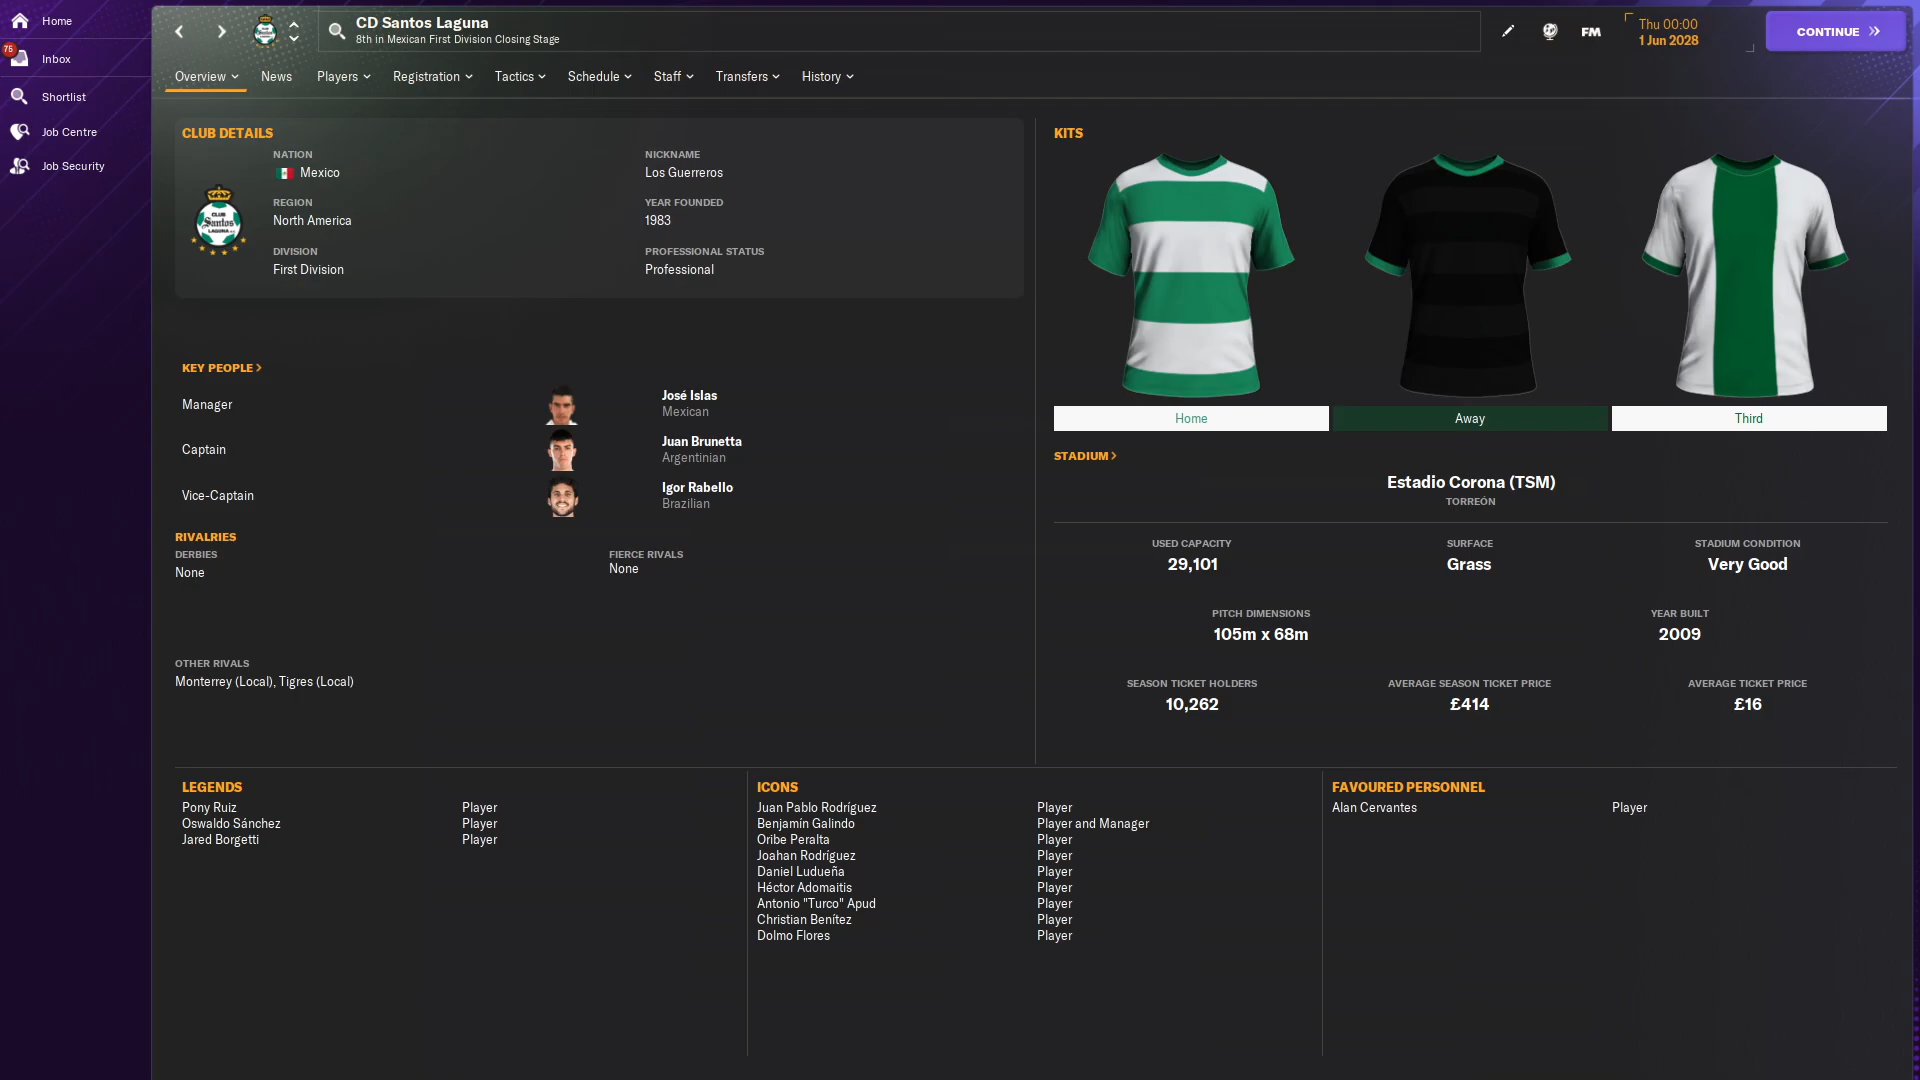 Home
75
Inbox
Shortlist
Job Centre
Job Security
CD Santos Laguna
8th in Mexican First Division Closing Stage
FM
Thu 00:00
1 Jun 2028
CONTINUE
Overview
News
Players
Registration
Tactics
Schedule
Staff
Transfers
History
CLUB DETAILS
CLUB
Santos
LAGUNA
NATION
Mexico
REGION
North America
DIVISION
First Division
NICKNAME
Los Guerreros
YEAR FOUNDED
1983
PROFESSIONAL STATUS
Professional
KEY PEOPLE
Manager
José Islas
Mexican
Captain
Juan Brunetta
Argentinian
Vice-Captain
Igor Rabello
Brazilian
RIVALRIES
DERBIES
None
FIERCE RIVALS
None
OTHER RIVALS
Monterrey (Local), Tigres (Local)
KITS
Home
Away
Third
STADIUM
Estadio Corona (TSM)
TORREÓN
USED CAPACITY
29,101
SURFACE
Grass
STADIUM CONDITION
Very Good
PITCH DIMENSIONS
105m x 68m
YEAR BUILT
2009
SEASON TICKET HOLDERS
10,262
AVERAGE SEASON TICKET PRICE
£414
AVERAGE TICKET PRICE
£16
LEGENDS
Pony Ruiz Player
Oswaldo Sánchez Player
Jared Borgetti Player
ICONS
Juan Pablo Rodríguez Player
Benjamín Galindo Player and Manager
Oribe Peralta Player
Joahan Rodríguez Player
Daniel Ludueña Player
Héctor Adomaitis Player
Antonio "Turco" Apud Player
Christian Benítez Player
Dolmo Flores Player
FAVOURED PERSONNEL
Alan Cervantes Player